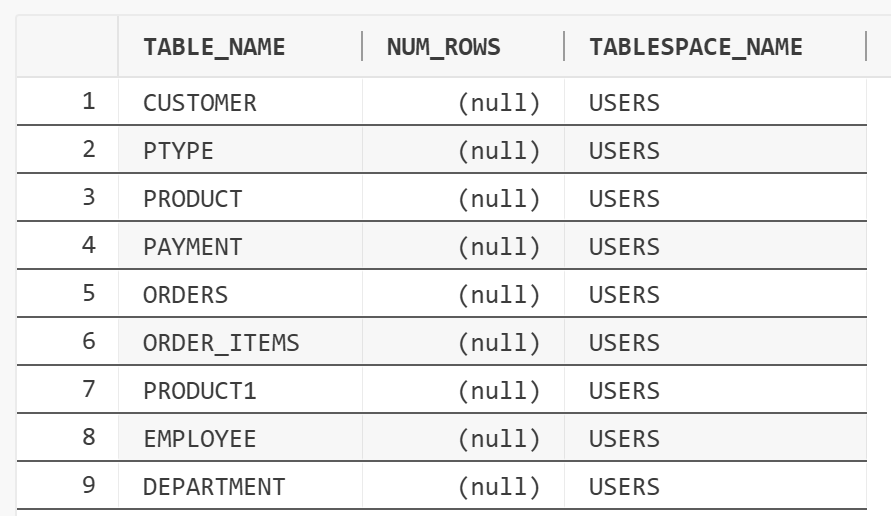 TABLE_NAME NUM_ROWS TABLESPACE_NAME
1 CUSTOMER (null) USERS
2 PTYPE (null) USERS
3 PRODUCT (null) USERS
4 PAYMENT (null) USERS
5 ORDERS (null) USERS
6 ORDER_ITEMS (null) USERS
7 PRODUCT1 (null) USERS
8 EMPLOYEE (null) USERS
9 DEPARTMENT (null) USERS